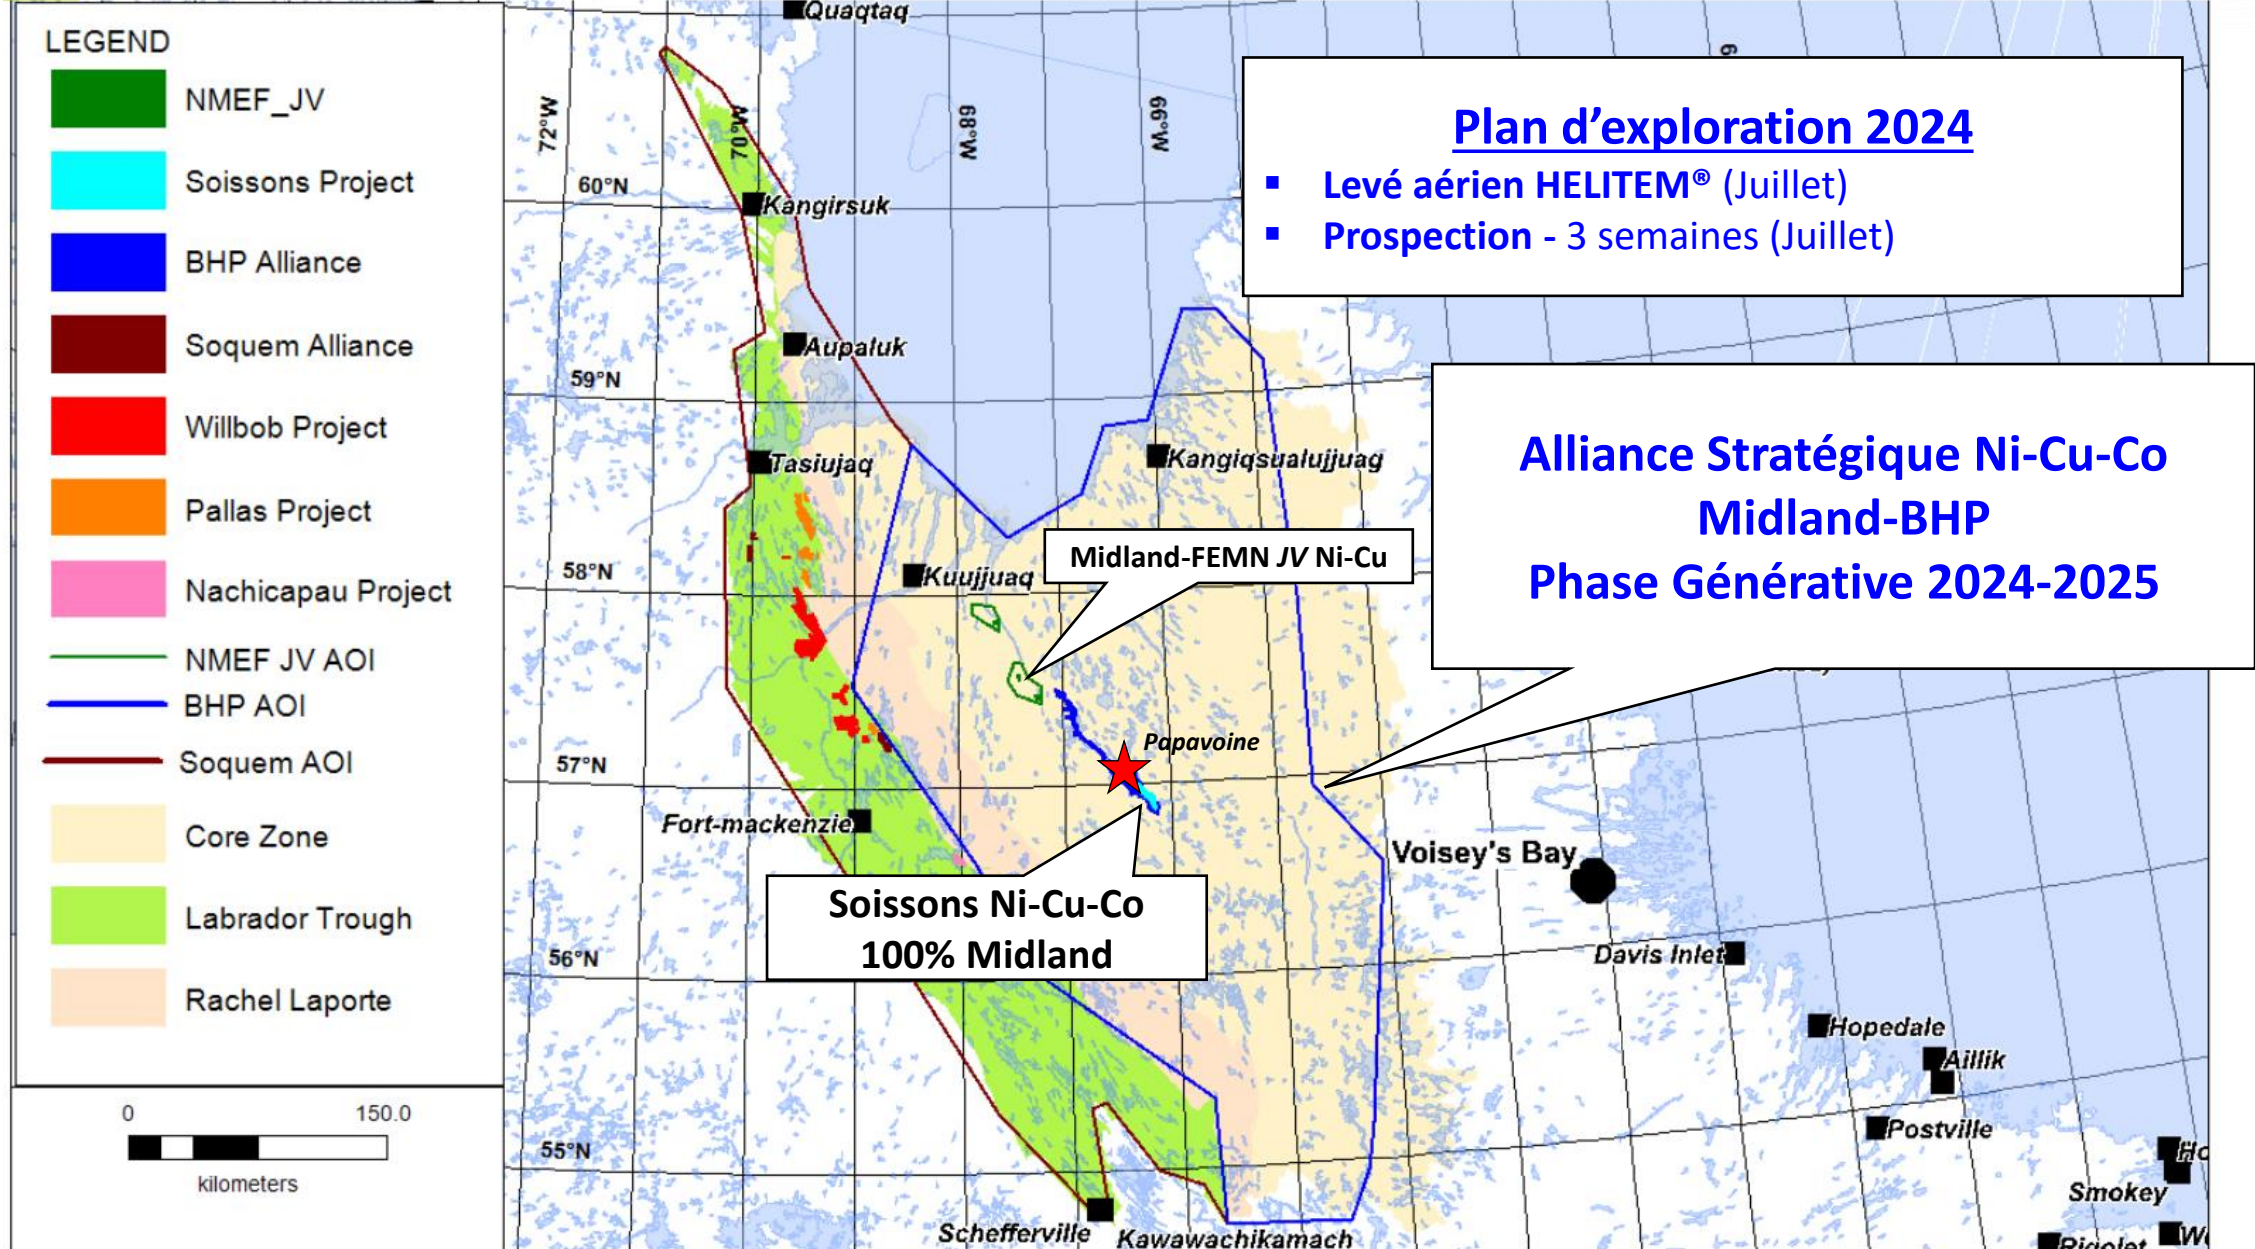 LEGEND
NMEF_JV
Soissons Project
BHP Alliance
Soquem Alliance
Willbob Project
Pallas Project
Nachicapau Project
NMEF JV AOI
BHP AOI
Soquem AOI
Core Zone
Labrador Trough
Rachel Laporte
0 150.0
kilometers
Plan d'exploration 2024
▪ Levé aérien HELITEM® (Juillet)
▪ Prospection - 3 semaines (Juillet)
Alliance Stratégique Ni-Cu-Co
Midland-BHP
Phase Générative 2024-2025
Midland-FEMN JV Ni-Cu
Soissons Ni-Cu-Co
100% Midland
Quaqtaq
72°W
70°W
68°W
66°W
60°N
Kangirsuk
Aupaluk
59°N
Tasiujaq
Kangiqsualujjuag
58°N
Kuujjuaq
Papavoine
57°N
Fort-mackenzie
Voisey's Bay
56°N
Davis Inlet
Hopedale
Aillik
Postville
55°N
Smokey
Schefferville
Kawawachikamach
Rigolet